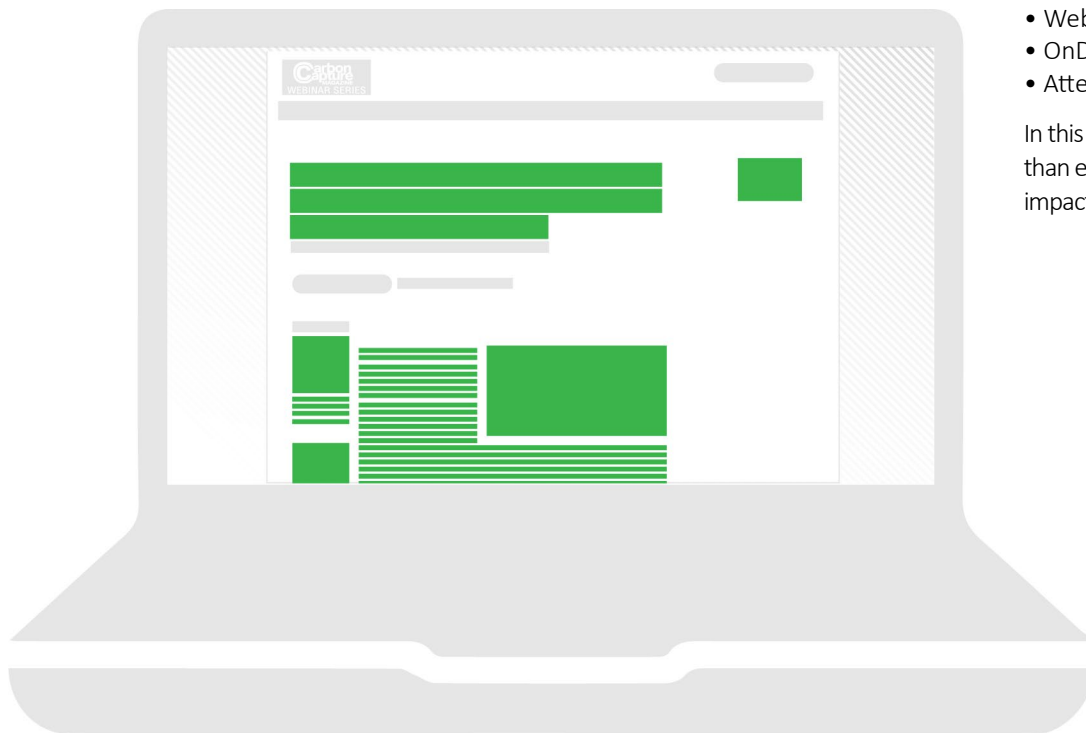 Carbon
Capture
WEBINAR SERIES
• Web
• OnD
• Atte
In this
than e
impact